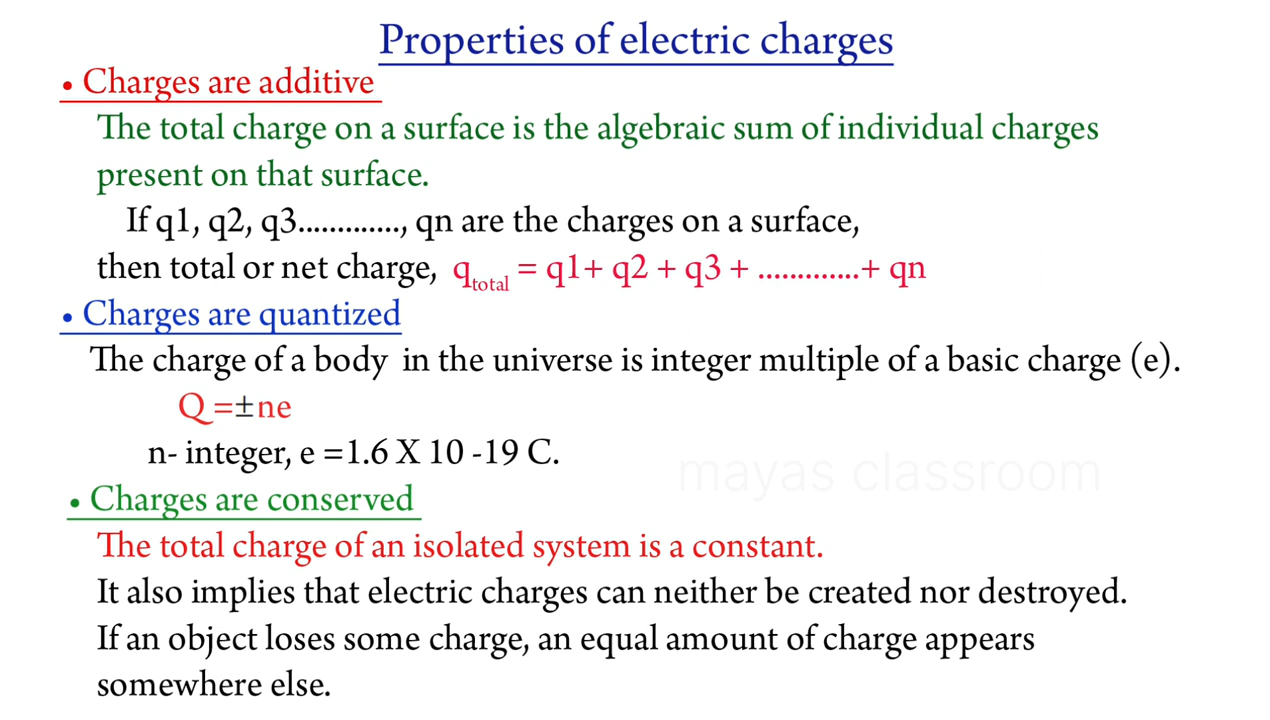 Properties of electric charges
• Charges are additive
The total charge on a surface is the algebraic sum of individual charges
present on that surface.
If q1, q2, q3............., qn are the charges on a surface,
then total or net charge, q total = q1+ q2 + q3 + .............+ qn
• Charges are quantized
The charge of a body in the universe is integer multiple of a basic charge (e).
Q =±ne
n- integer, e =1.6 X 10 -19 C.
mayas classroom
• Charges are conserved
The total charge of an isolated system is a constant.
It also implies that electric charges can neither be created nor destroyed.
If an object loses some charge, an equal amount of charge appears
somewhere else.